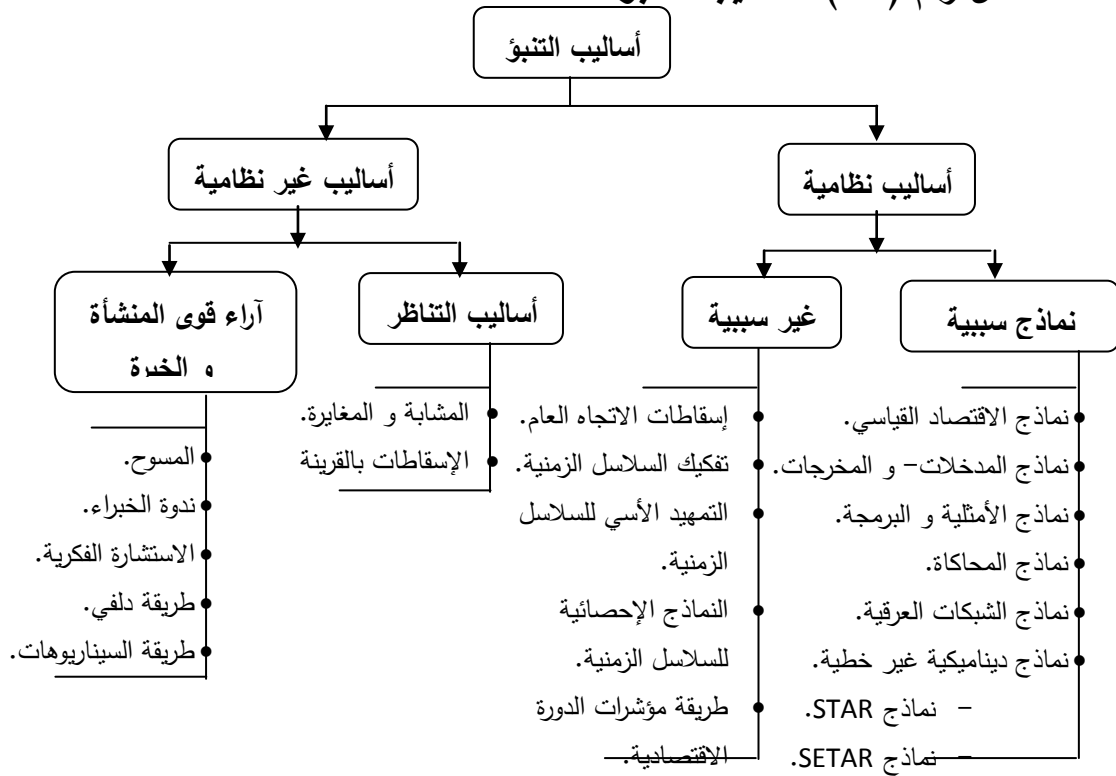 أساليب التنبؤ
أساليب نظامية
أساليب غير نظامية
نماذج سببية
غير سببية
أساليب التناظر
آراء قوى المنشأة
و الخبرة
نماذج الاقتصاد القياسي.
نماذج المدخلات- و المخرجات.
نماذج الأمثلية و البرمجة.
نماذج المحاكاة.
نماذج الشبكات العرقية.
نماذج ديناميكية غير خطية.
- نماذج STAR.
- نماذج SETAR.
إسقاطات الاتجاه العام.
تفكيك السلاسل الزمنية.
التمهيد الأسي للسلاسل
الزمنية.
النماذج الإحصائية
للسلاسل الزمنية.
طريقة مؤشرات الدورة
الاقتصادية.
المشابة و المغايرة.
الإسقاطات بالقرينة
المسوح.
ندوة الخبراء.
الاستشارة الفكرية.
طريقة دلفي.
طريقة السيناريوهات.